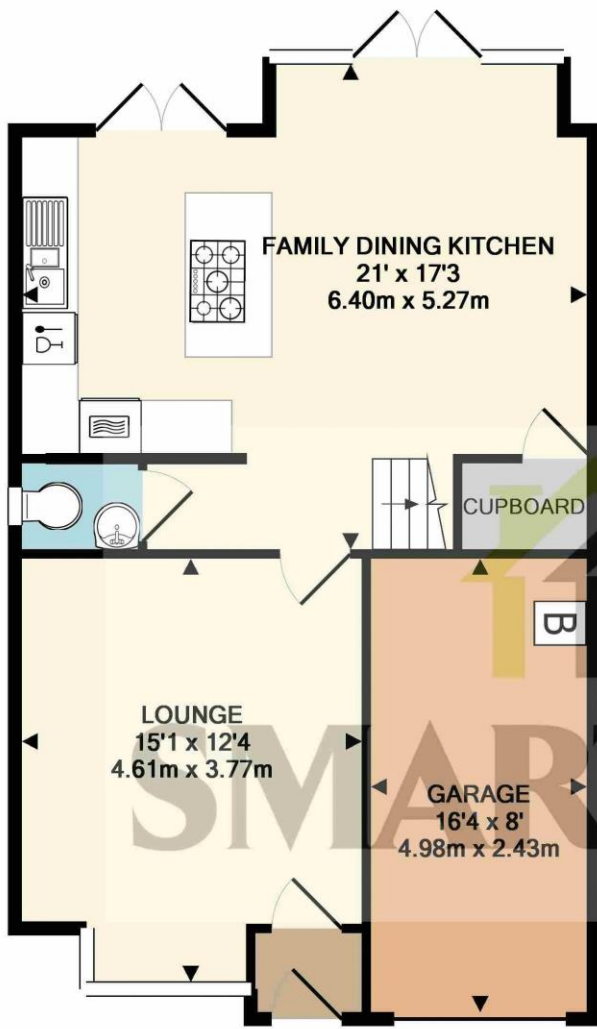 FAMILY DINING KITCHEN
21' x 17'3
6.40m x 5.27m
CUPBOARD
B
LOUNGE
15'1 x 12'4
4.61m x 3.77m
GARAGE
16'4 x 8'
4.98m x 2.43m
SMART